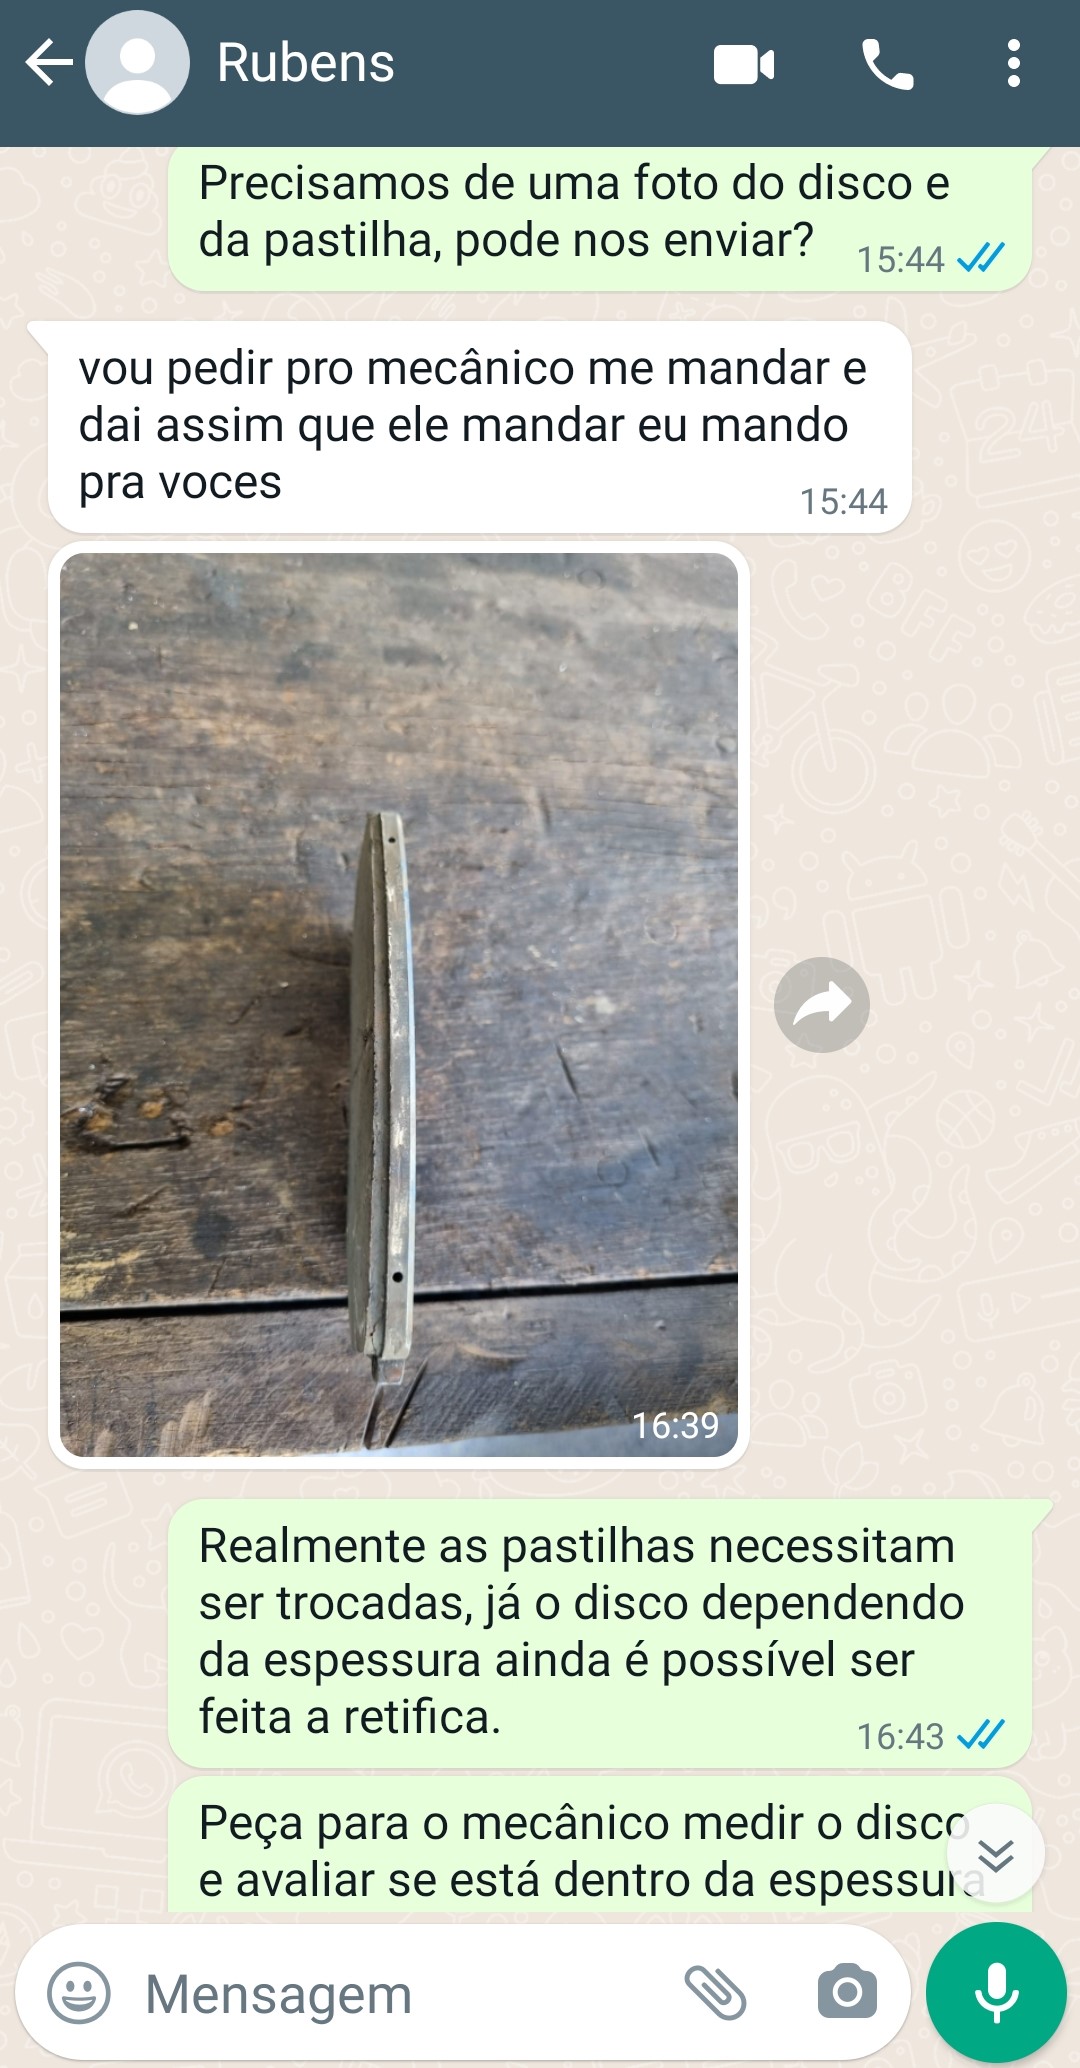 Rubens
Precisamos de uma foto do disco e
da pastilha, pode nos enviar?
15:44
vou pedir pro mecânico me mandar e
dai assim que ele mandar eu mando
pra voces
15:44
16:39
Realmente as pastilhas necessitam
ser trocadas, já o disco dependendo
da espessura ainda é possível ser
feita a retifica.
16:43
Peça para o mecânico medir o disco
e avaliar se está dentro da espessura
Mensagem